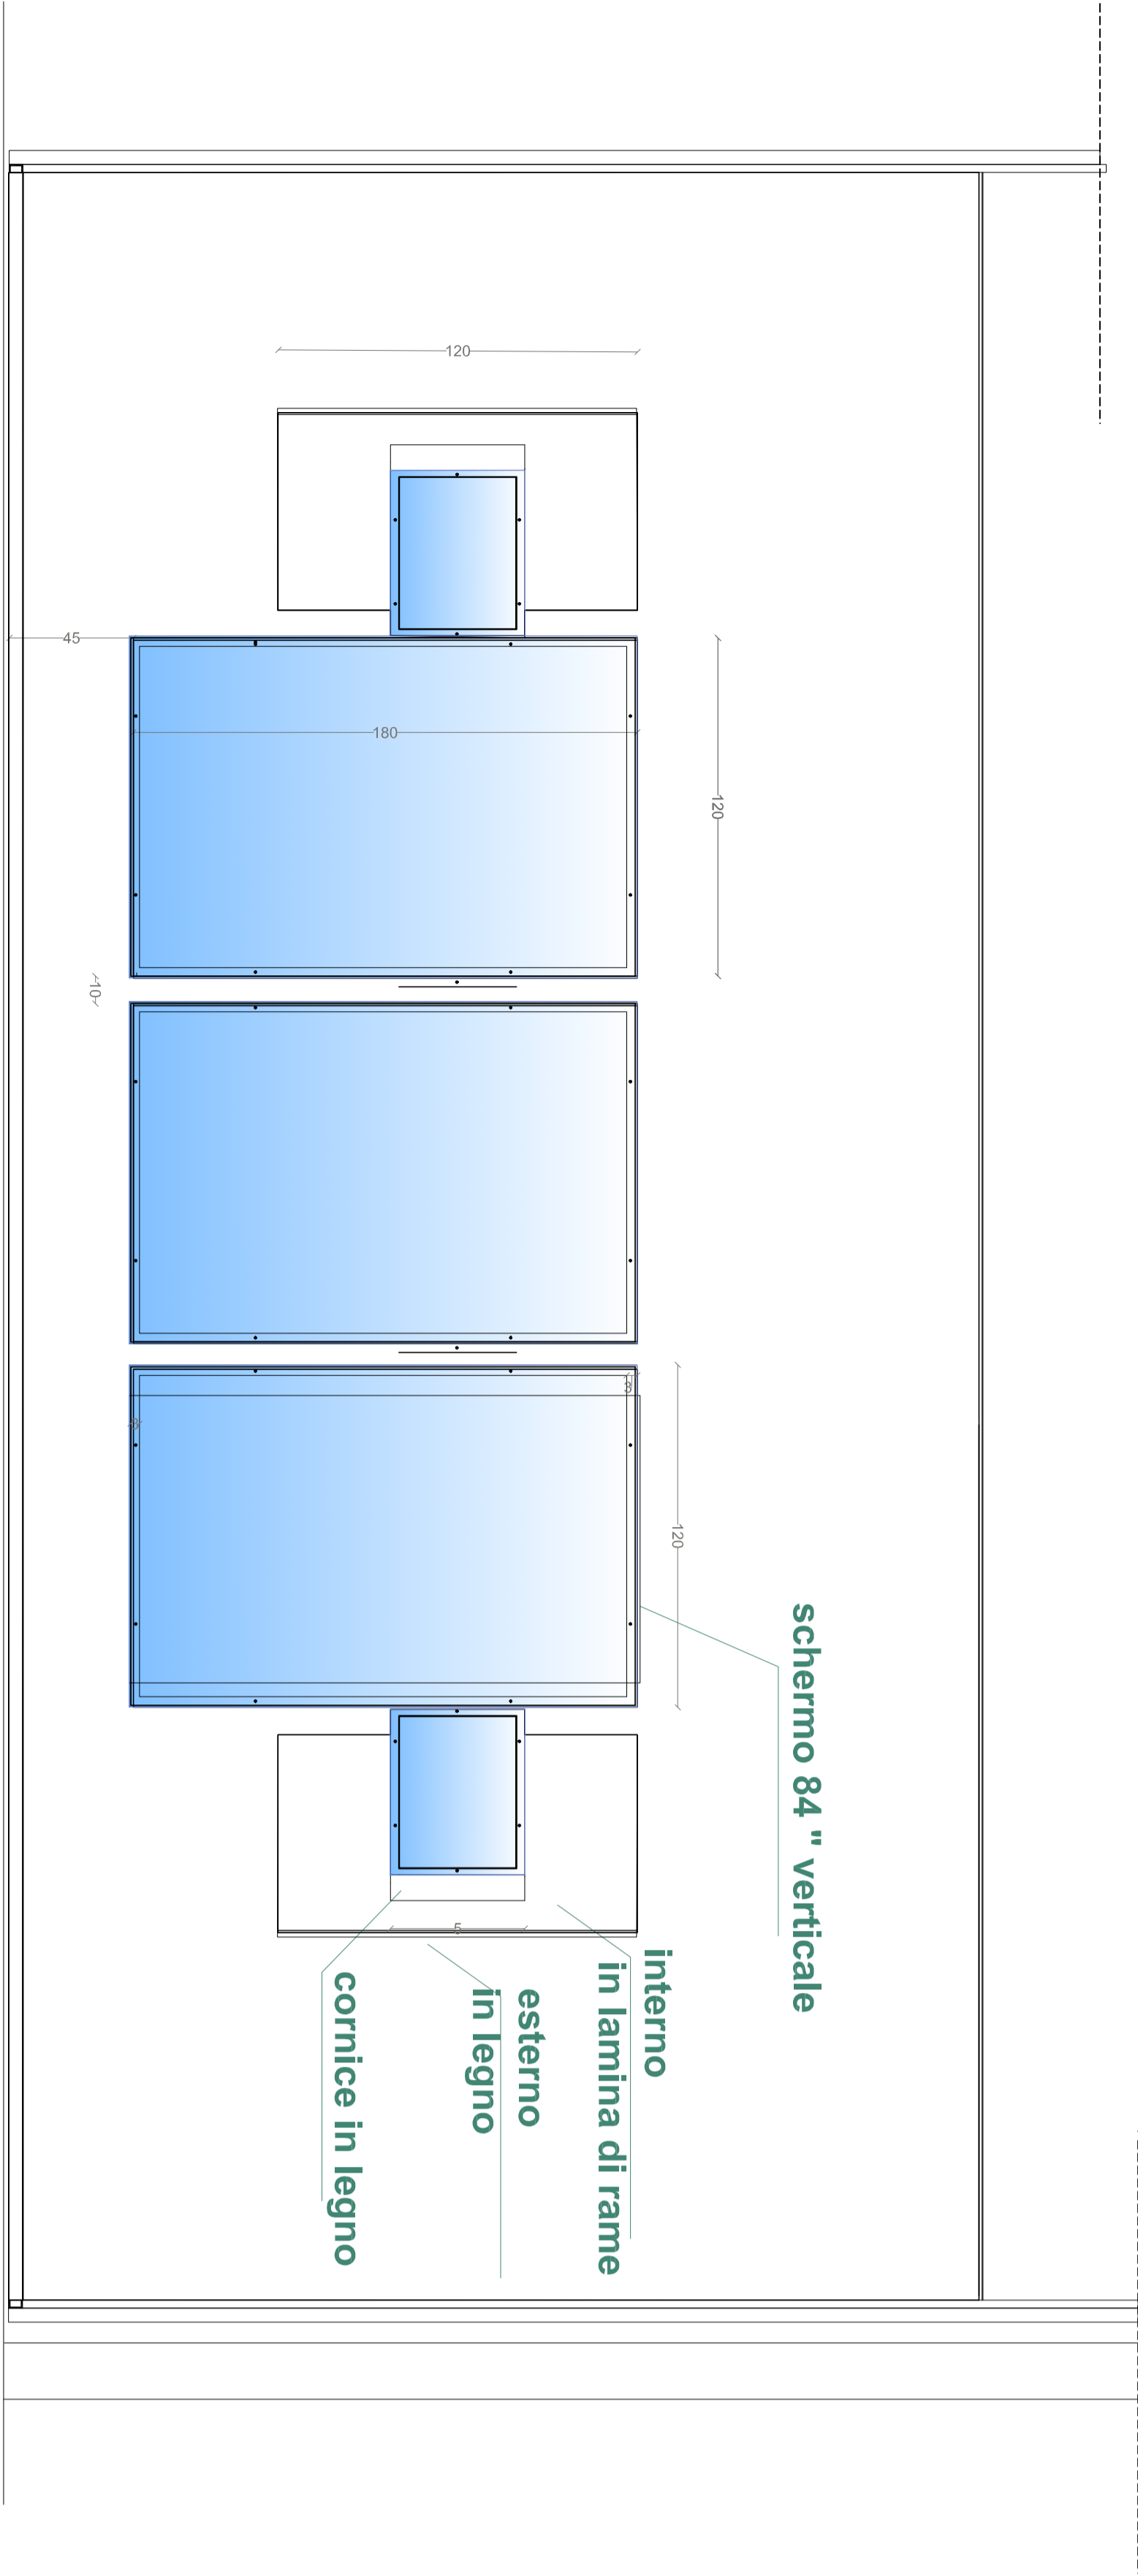 120
45
180
120
10
3
3
120
schermo 84 " verticale
interno
in lamina di rame
esterno
in legno
cornice in legno
5